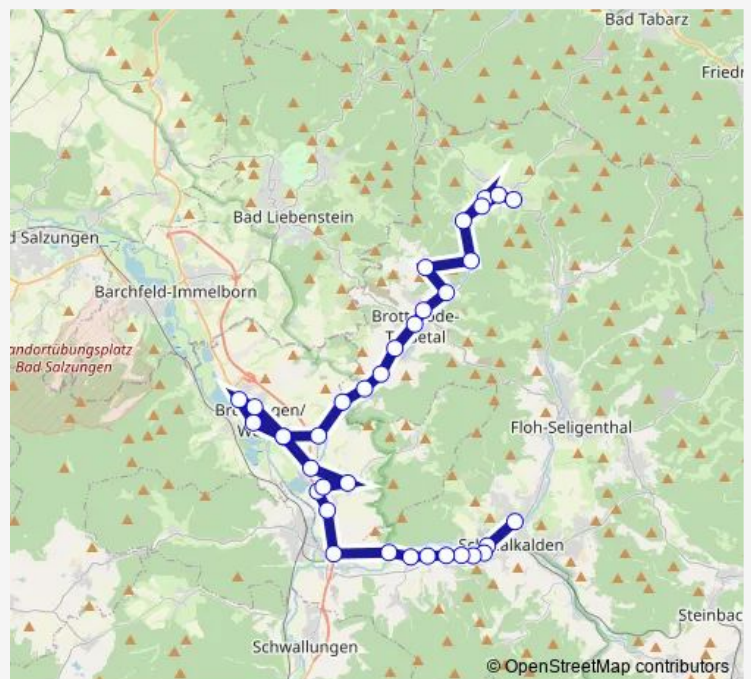 Bad Tabarz
Friedr
Bad Liebenstein
d Salzungen
Barchfeld-Immelborn
andortübungsplatz
Bad Salzungen
Floh-Seligenthal
Steinbac
Schwallungen
© OpenStreetMap contributors